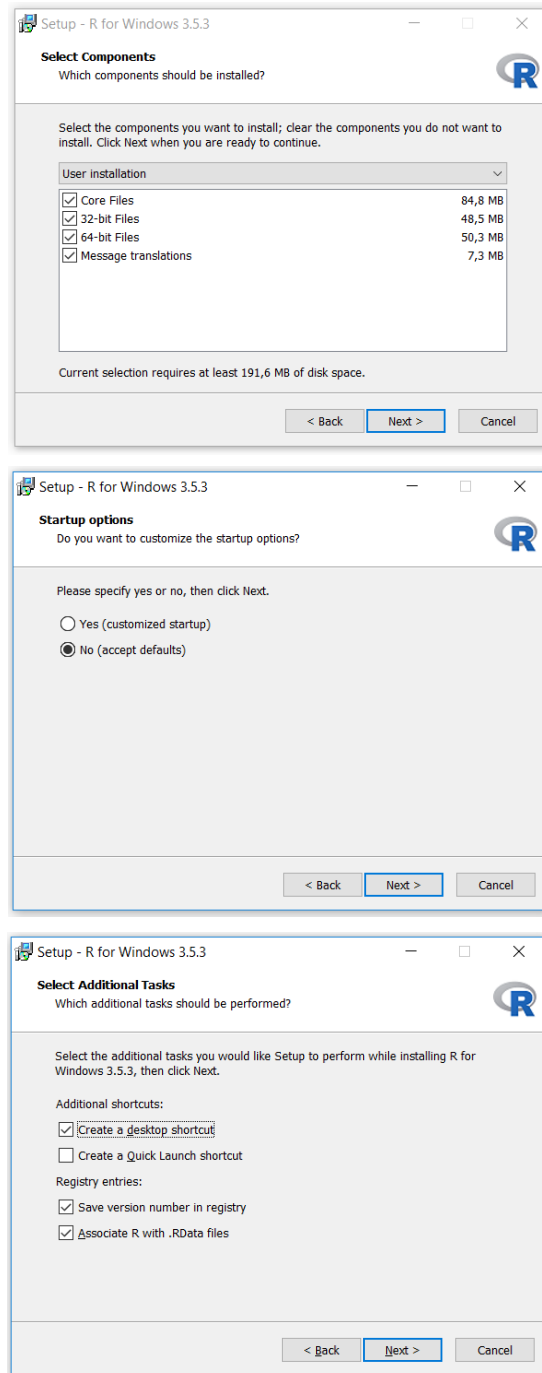 Setup - R for Windows 3.5.3
Select Components
Which components should be installed?
R
Select the components you want to install; clear the components you do not want to
install. Click Next when you are ready to continue.
User installation
Core Files 84,8 MB
32-bit Files 48,5 MB
64-bit Files 50,3 MB
Message translations 7,3 MB
Current selection requires at least 191,6 MB of disk space.
< Back Next > Cancel
Setup - R for Windows 3.5.3
Startup options
Do you want to customize the startup options?
R
Please specify yes or no, then click Next.
Yes (customized startup)
No (accept defaults)
< Back Next > Cancel
Setup - R for Windows 3.5.3
Select Additional Tasks
Which additional tasks should be performed?
R
Select the additional tasks you would like Setup to perform while installing R for
Windows 3.5.3, then click Next.
Additional shortcuts:
Create a desktop shortcut
Create a Quick Launch shortcut
Registry entries:
Save version number in registry
Associate R with .RData files
< Back Next > Cancel